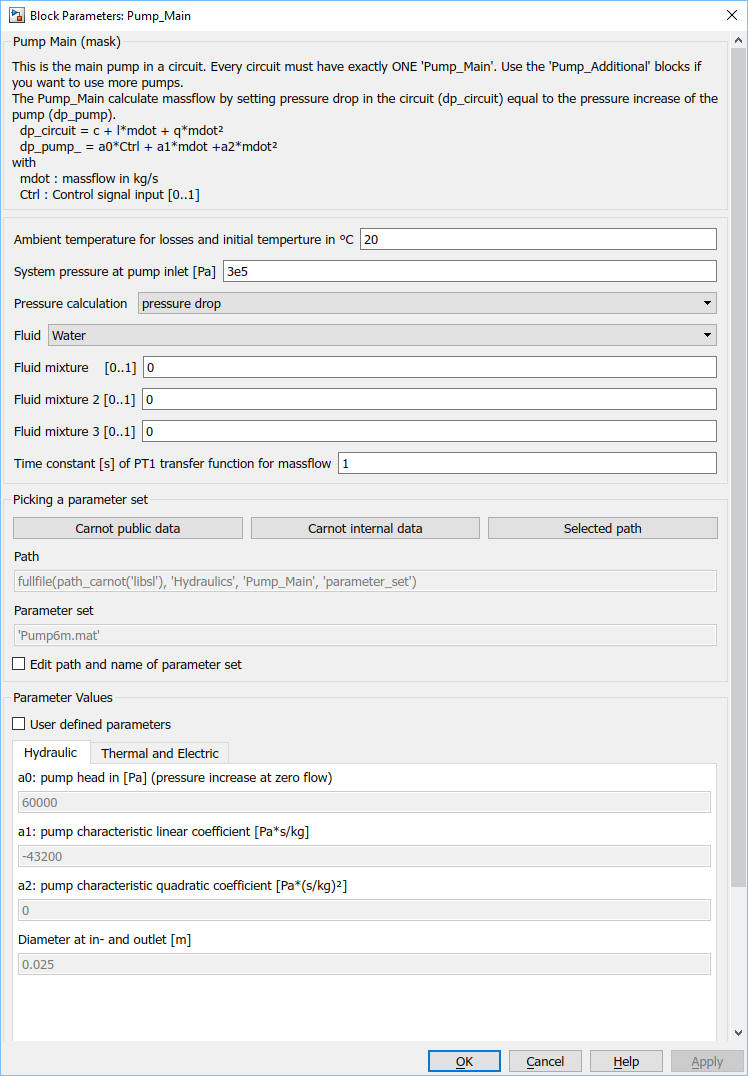 Block Parameters: Pump_Main
Pump Main (mask)
This is the main pump in a circuit. Every circuit must have exactly ONE 'Pump_Main'. Use the 'Pump_Additional' blocks if
you want to use more pumps.
The Pump_Main calculate massflow by setting pressure drop in the circuit (dp_circuit) equal to the pressure increase of the
pump (dp_pump).
dp_circuit = c + l*mdot + q*mdot²
dp_pump_ = a0*Ctrl + a1*mdot +a2*mdot²
with
mdot : massflow in kg/s
Ctrl : Control signal input [0..1]
Ambient temperature for losses and initial temperture in ºC 20
System pressure at pump inlet [Pa] 3e5
Pressure calculation pressure drop
Fluid Water
Fluid mixture [0..1] 0
Fluid mixture 2 [0..1] 0
Fluid mixture 3 [0..1] 0
Time constant [s] of PT1 transfer function for massflow 1
Picking a parameter set
Carnot public data Carnot internal data Selected path
Path
fullfile(path_carnot('libsl'), 'Hydraulics', 'Pump_Main', 'parameter_set')
Parameter set
'Pump6m.mat'
Edit path and name of parameter set
Parameter Values
User defined parameters
Hydraulic Thermal and Electric
a0: pump head in [Pa] (pressure increase at zero flow)
60000
a1: pump characteristic linear coefficient [Pa*s/kg]
-43200
a2: pump characteristic quadratic coefficient [Pa*(s/kg)²]
0
Diameter at in- and outlet [m]
0.025
OK Cancel Help Apply